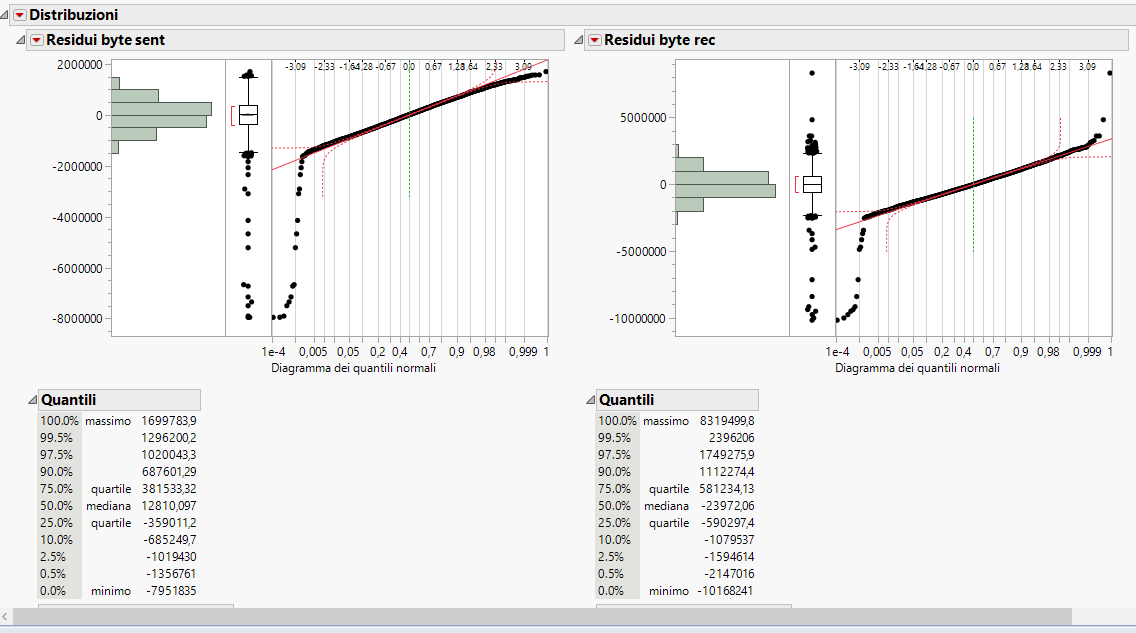 Distribuzioni
Residui byte sent
2000000
0
-2000000
-4000000
-6000000
-8000000
-3,09 -2,33 -1,64 -1,28 -0,67 0,0 0,67 1,28 1,64 2,33 3,09
1e-4 0,005 0,05 0,2 0,4 0,7 0,9 0,98 0,999 1
Diagramma dei quantili normali
Residui byte rec
5000000
0
-5000000
-10000000
-3,09 -2,33 -1,64 -1,28 -0,67 0,0 0,67 1,28 1,64 2,33 3,09
1e-4 0,005 0,05 0,2 0,4 0,7 0,9 0,98 0,999 1
Diagramma dei quantili normali
Quantili
100.0% massimo 1699783,9
99.5% 1296200,2
97.5% 1020043,3
90.0% 687601,29
75.0% quartile 381533,32
50.0% mediana 12810,097
25.0% quartile -359011,2
10.0% -685249,7
2.5% -1019430
0.5% -1356761
0.0% minimo -7951835
Quantili
100.0% massimo 8319499,8
99.5% 2396206
97.5% 1749275,9
90.0% 1112274,4
75.0% quartile 581234,13
50.0% mediana -23972,06
25.0% quartile -590297,4
10.0% -1079537
2.5% -1594614
0.5% -2147016
0.0% minimo -10168241